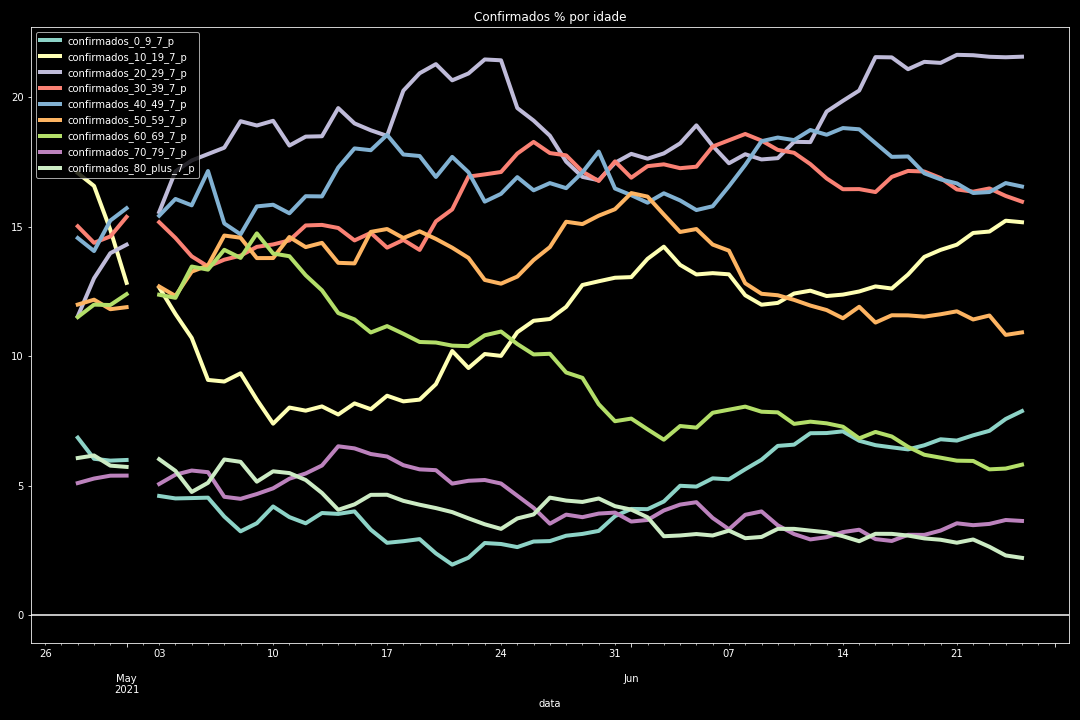 Confirmados % por idade
confirmados_0_9_7_p
confirmados_10_19_7_p
confirmados_20_29_7_p
confirmados_30_39_7_p
confirmados_40_49_7_p
confirmados_50_59_7_p
confirmados_60_69_7_p
confirmados_70_79_7_p
confirmados_80_plus_7_p
20
15
10
5
0
26 03 10 17 24 31 07 14 21
May Jun
2021
data